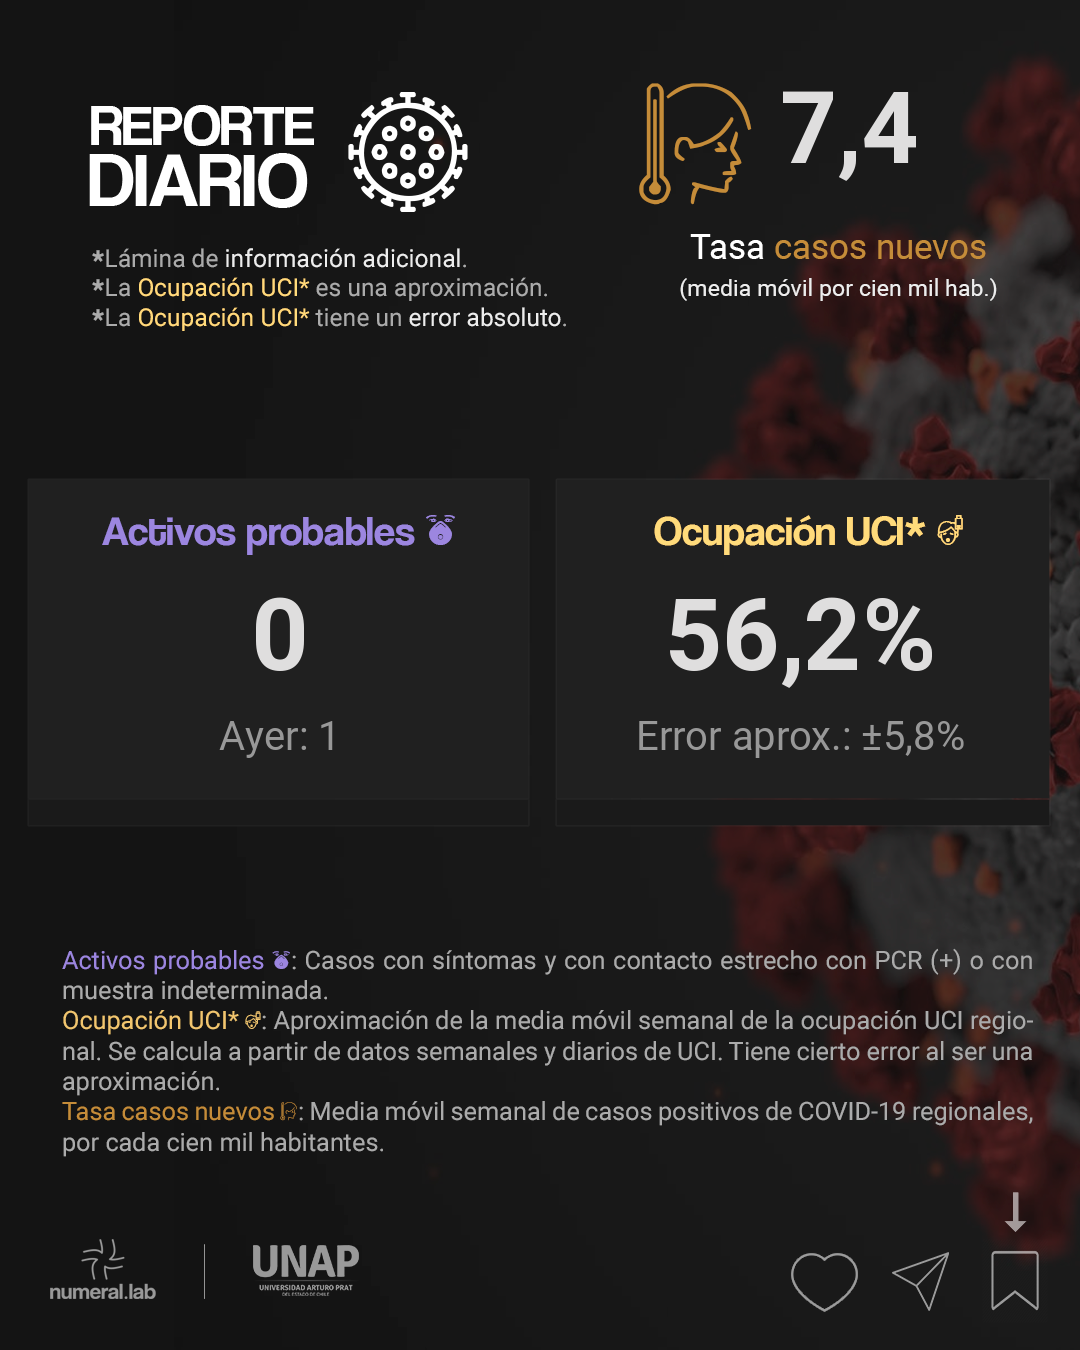 REPORTE
DIARIO
*Lámina de información adicional.
*La Ocupación UCI* es una aproximación.
*La Ocupación UCI* tiene un error absoluto.
7,4
Tasa casos nuevos
(media móvil por cien mil hab.)
Activos probables
0
Ayer: 1
Ocupación UCI*
56,2%
Error aprox.: ±5,8%
Activos probables : Casos con síntomas y con contacto estrecho con PCR (+) o con
muestra indeterminada.
Ocupación UCI* : Aproximación de la media móvil semanal de la ocupación UCI regio-
nal. Se calcula a partir de datos semanales y diarios de UCI. Tiene cierto error al ser una
aproximación.
Tasa casos nuevos : Media móvil semanal de casos positivos de COVID-19 regionales,
por cada cien mil habitantes.
numeral.lab
UNAP
UNIVERSIDAD ARTURO PRAT
DEL ESTADO DE CHILE